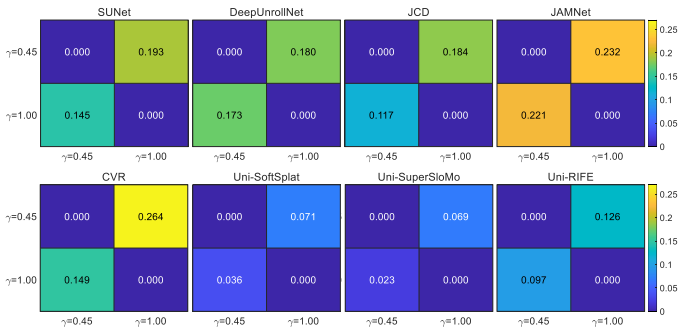 SUNet DeepUnrollNet JCD JAMNet
γ=0.45 0.000 0.193 0.000 0.180 0.000 0.184 0.000 0.232 0.25
0.2
0.15
γ=1.00 0.145 0.000 0.173 0.000 0.117 0.000 0.221 0.000 0.1
0.05
0
γ=0.45 γ=1.00 γ=0.45 γ=1.00 γ=0.45 γ=1.00 γ=0.45 γ=1.00
CVR Uni-SoftSplat Uni-SuperSloMo Uni-RIFE
γ=0.45 0.000 0.264 0.000 0.071 0.000 0.069 0.000 0.126 0.25
0.2
0.15
γ=1.00 0.149 0.000 0.036 0.000 0.023 0.000 0.097 0.000 0.1
0.05
0
γ=0.45 γ=1.00 γ=0.45 γ=1.00 γ=0.45 γ=1.00 γ=0.45 γ=1.00